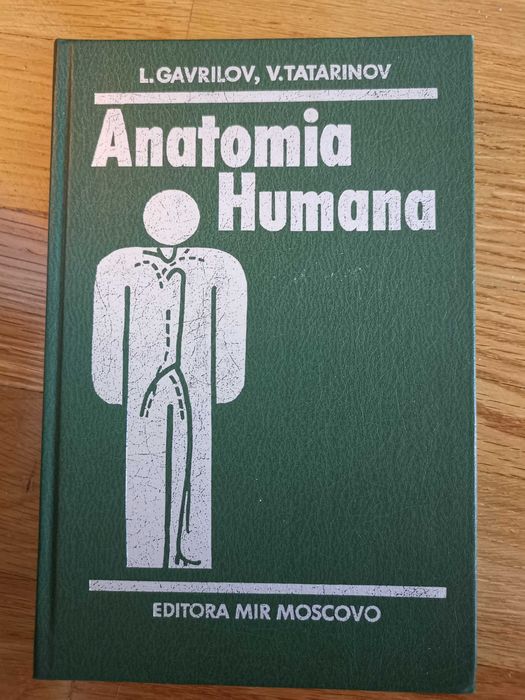 L.GAVRILOV, V.TATARINOV
Anatomia
Humana
EDITORA MIR MOSCOVO